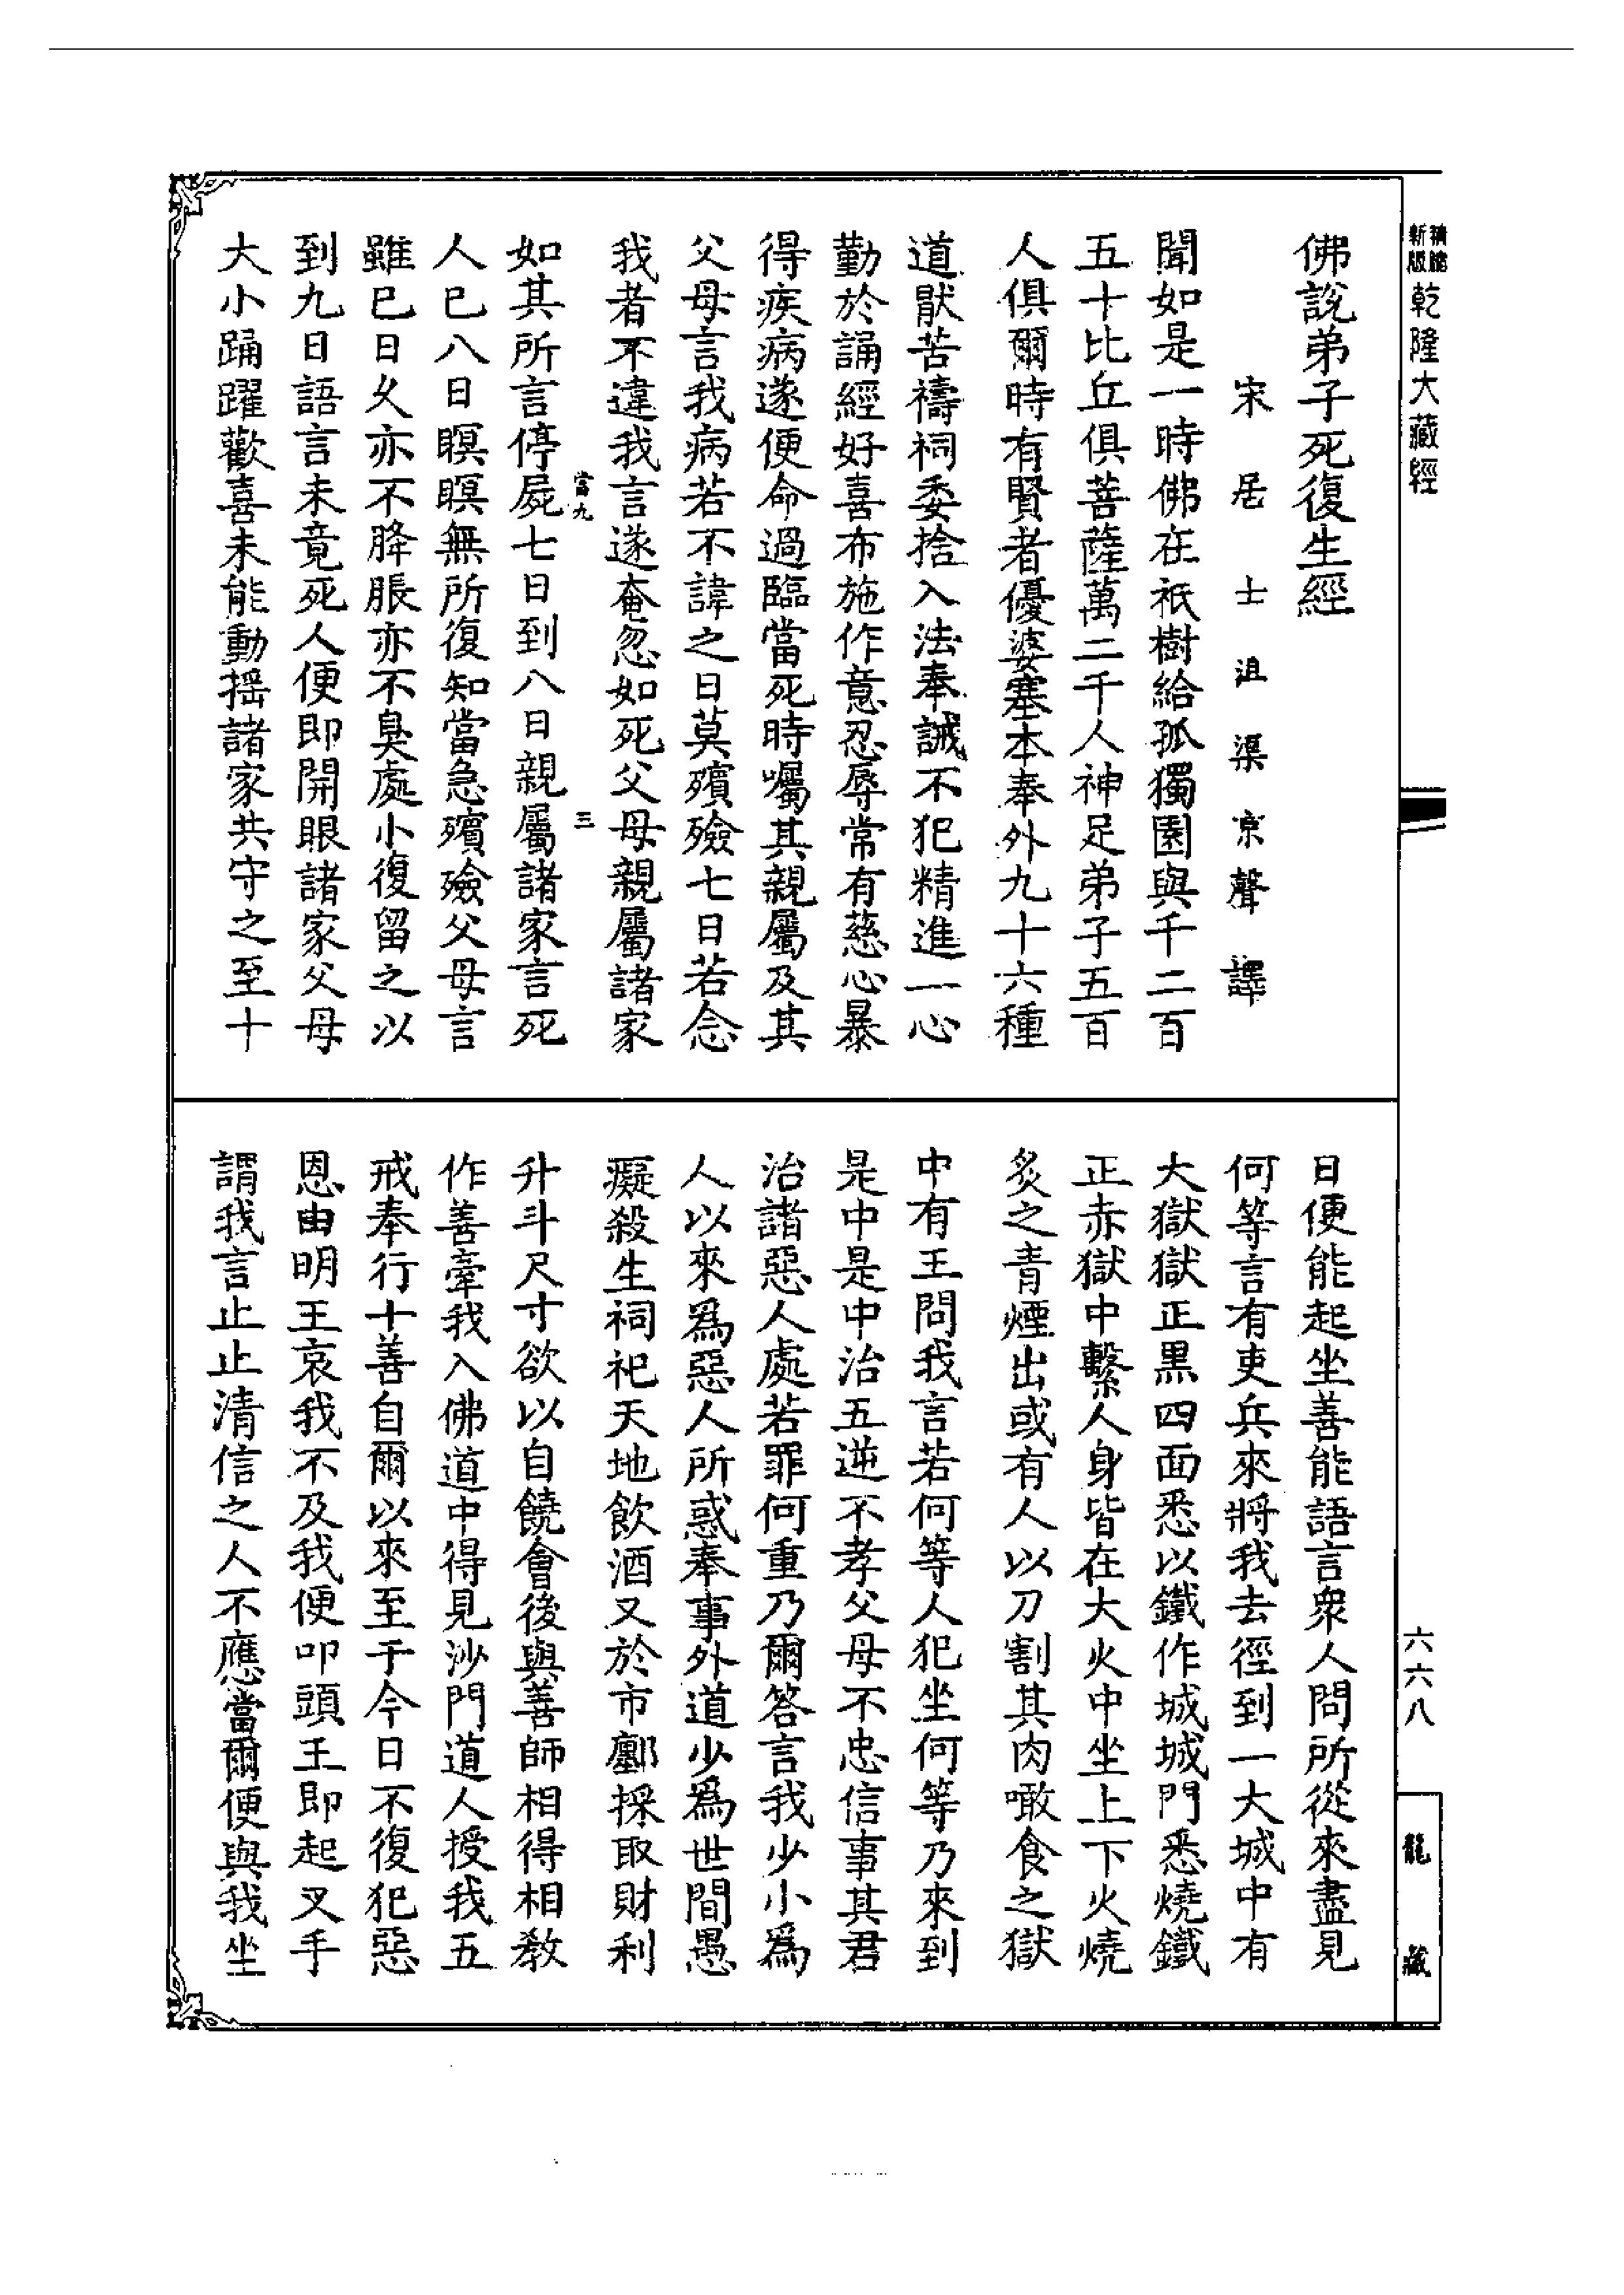 新版精脆乾隆大藏經
佛說弟子死復生經
宋居士沮渠京聲譯
聞如是一時佛在祇樹給孤獨園與千二百
五十比丘俱菩薩萬二千人神足弟子五百
人俱爾時有賢者優婆塞本奉外九十六種
道厭苦禱祠委捨入法奉誡不犯精進一心
勤於誦經好喜布施作意忍辱常有慈心暴
得疾病遂便命過臨當死時囑其親屬及其
父母言我病若不諱之日莫殯殮七日若念
我者不違我言遂奄忽如死父母親屬諸家
當九 三
如其所言停屍七日到八日親屬諸家言死
人已八日瞑瞑無所復知當急殯殮父母言
雖已日久亦不胮脹亦不臭處小復留之以
到九日語言未竟死人便即開眼諸家父母
大小踊躍歡喜未能動搖諸家共守之至十
日便能起坐善能語言衆人問所從來盡見
何等言有吏兵來將我去徑到一大城中有
大獄獄正黑四面悉以鐵作城城門悉燒鐵
正赤獄中繫人身皆在大火中坐上下火燒
炙之青煙出或有人以刀割其肉噉食之獄
中有王問我言若何等人犯坐何等乃來到
是中是中治五逆不孝父母不忠信事其君
治諸惡人處若罪何重乃爾答言我少小爲
人以來爲惡人所惑奉事外道少爲世間愚
癡殺生祠祀天地飲酒又於市鄽採取財利
升斗尺寸欲以自饒會後與善師相得相教
作善牽我入佛道中得見沙門道人授我五
戒奉行十善自爾以來至于今日不復犯惡
恩由明王哀我不及我便叩頭王即起叉手
謂我言止止清信之人不應當爾便與我坐
六六八
龍藏